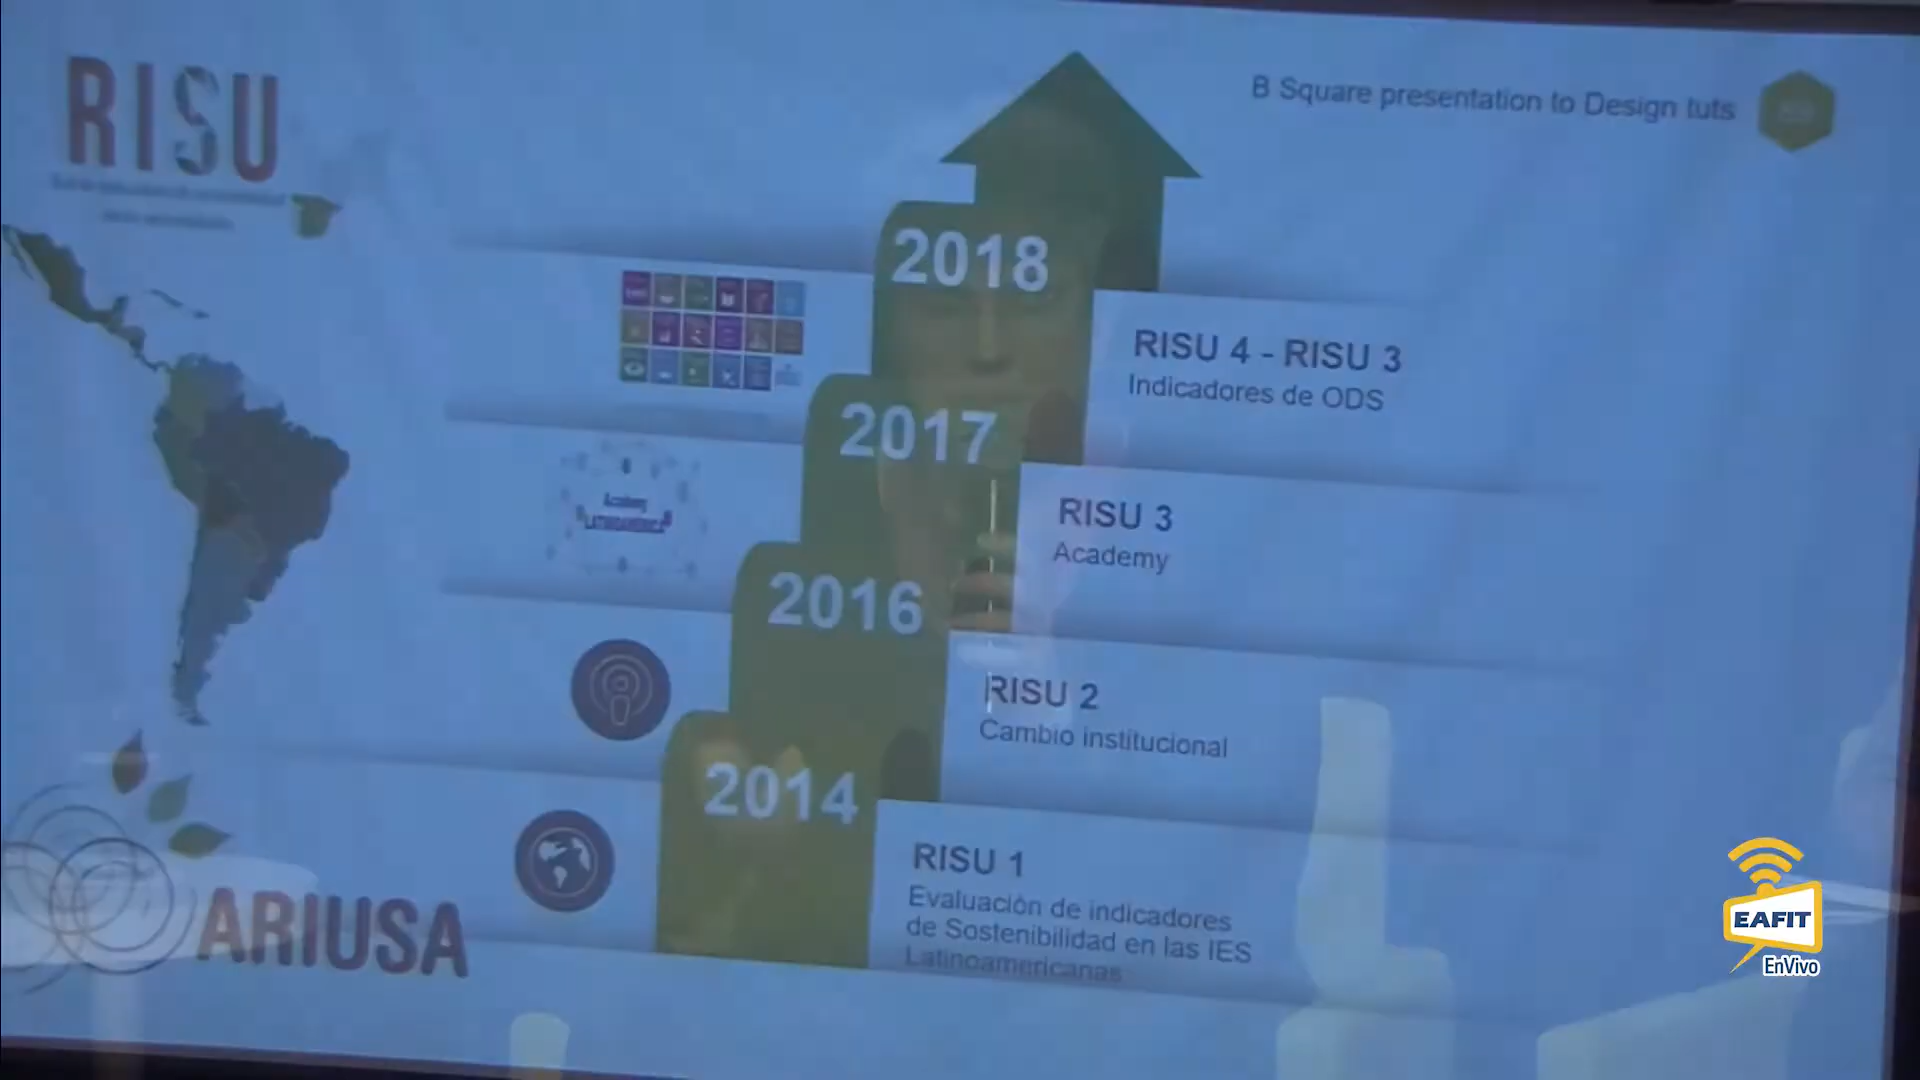 RISU
B Square presentation to Design tuts
2018
RISU 4 - RISU 3
Indicadores de ODS
2017
RISU 3
Academy
Academy
LATINOAMERICA
2016
RISU 2
Cambio institucional
2014
RISU 1
Evaluación de indicadores
de Sostenibilidad en las IES
Latinoamericanas
ARIUSA
EAFIT
EnVivo